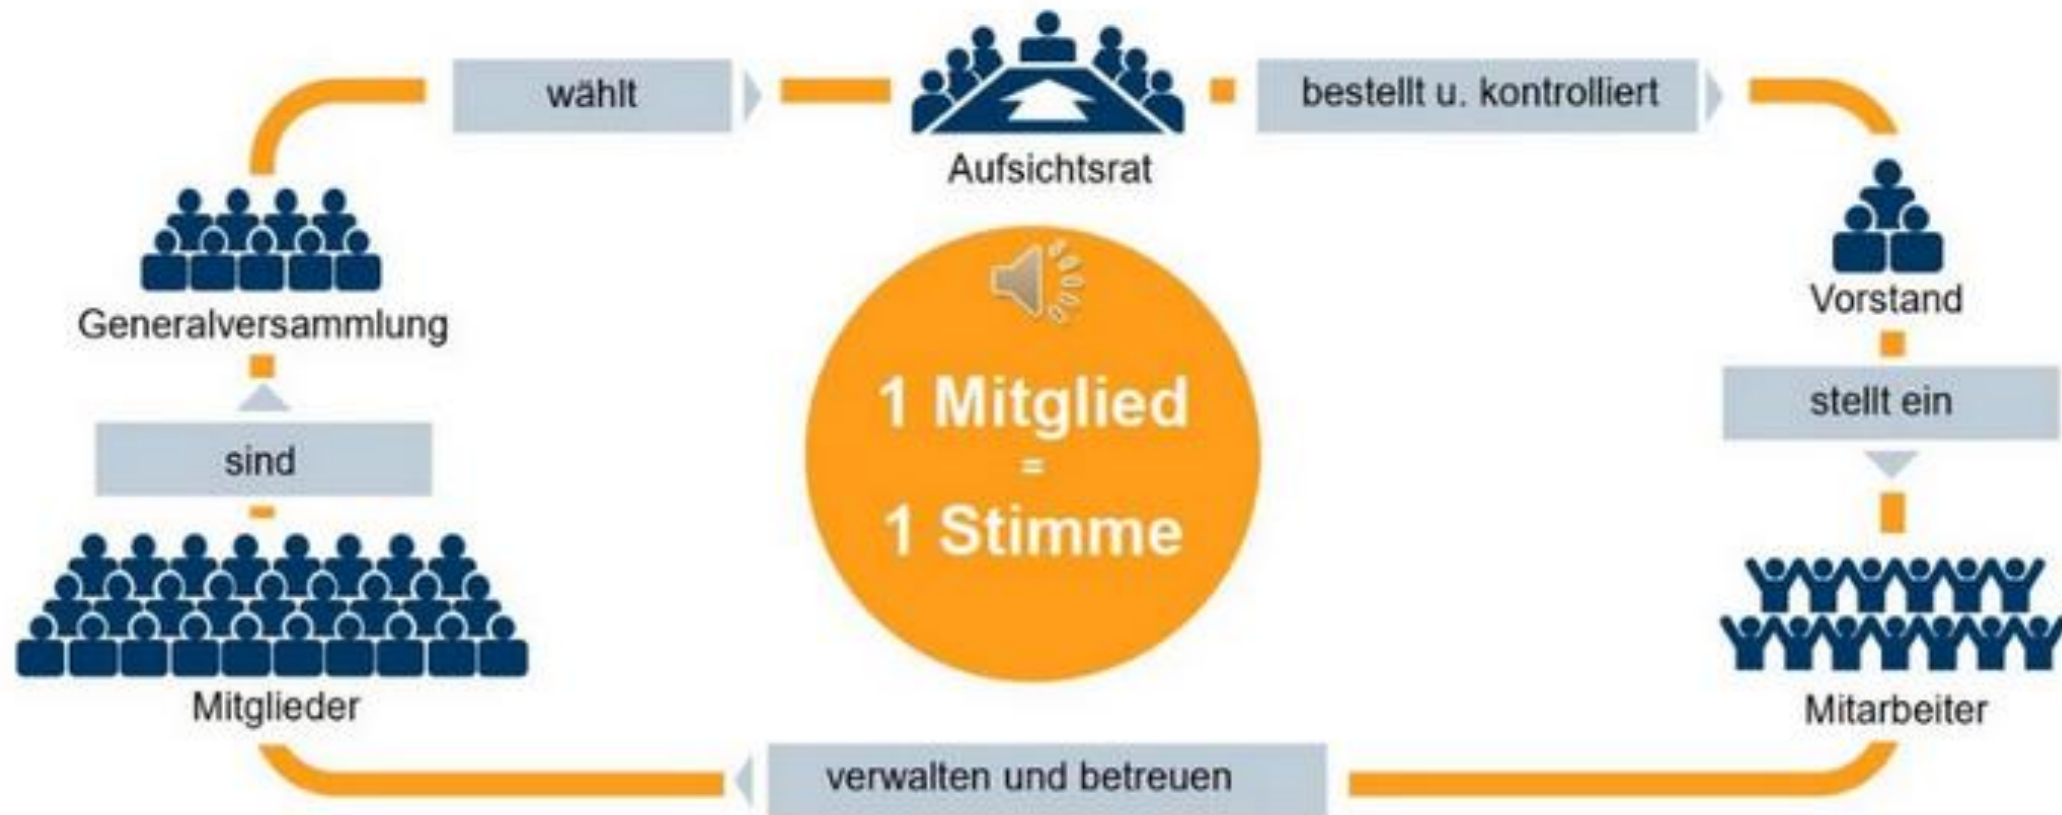 wählt
bestellt u. kontrolliert
Aufsichtsrat
Generalversammlung
Vorstand
1 Mitglied
=
1 Stimme
stellt ein
sind
Mitglieder
Mitarbeiter
verwalten und betreuen